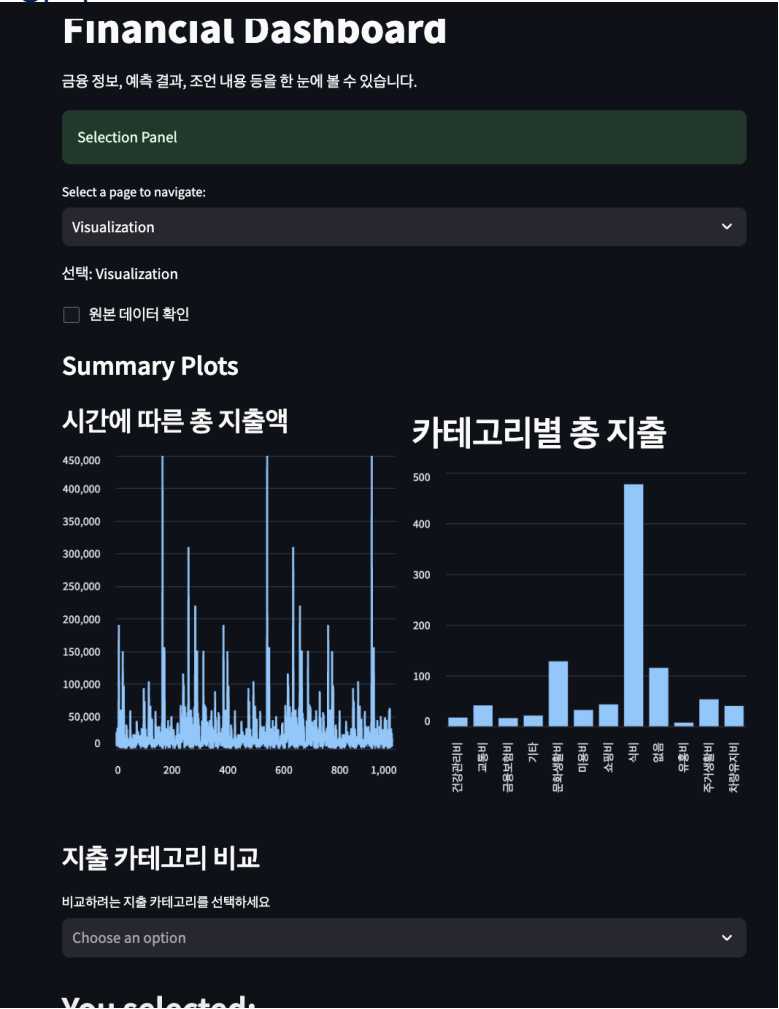 Financial Dashboard
금융 정보, 예측 결과, 조언 내용 등을 한 눈에 볼 수 있습니다.
Selection Panel
Select a page to navigate:
Visualization
선택: Visualization
원본 데이터 확인
Summary Plots
시간에 따른 총 지출액
450,000
400,000
350,000
300,000
250,000
200,000
150,000
100,000
50,000
0
0 200 400 600 800 1,000
카테고리별 총 지출
500
400
300
200
100
0
건강관리비
교통비
금융보험비
기타
문화생활비
미용비
쇼핑비
식비
없음
유흥비
주거생활비
차량유지비
지출 카테고리 비교
비교하려는 지출 카테고리를 선택하세요
Choose an option
You selected: